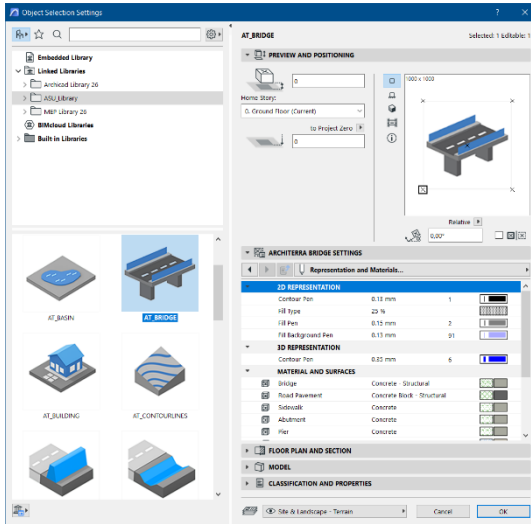 Object Selection Settings
Embedded Library
Linked Libraries
Archicad Library 26
ASU_Library
MEP Library 26
BIMcloud Libraries
Built in Libraries
AT_BASIN
AT_BRIDGE
AT_BUILDING
AT_CONTOURLINES
AT_BRIDGE
Selected: 1 Editable: 1
PREVIEW AND POSITIONING
0
Home Story:
0. Ground Floor (Current)
to Project Zero
0
1000 x 1000
Relative
0,00°
ARCHITERRA BRIDGE SETTINGS
Representation and Materials...
2D REPRESENTATION
Contour Pen 0.13 mm 1
Fill Type 25 %
Fill Pen 0.15 mm 2
Fill Background Pen 0.13 mm 91
3D REPRESENTATION
Contour Pen 0.35 mm 6
MATERIAL AND SURFACES
Bridge Concrete - Structural
Road Pavement Concrete Block - Structural
Sidewalk Concrete
Abutment Concrete
Pier Concrete
FLOOR PLAN AND SECTION
MODEL
CLASSIFICATION AND PROPERTIES
Site & Landscape - Terrain
Cancel
OK